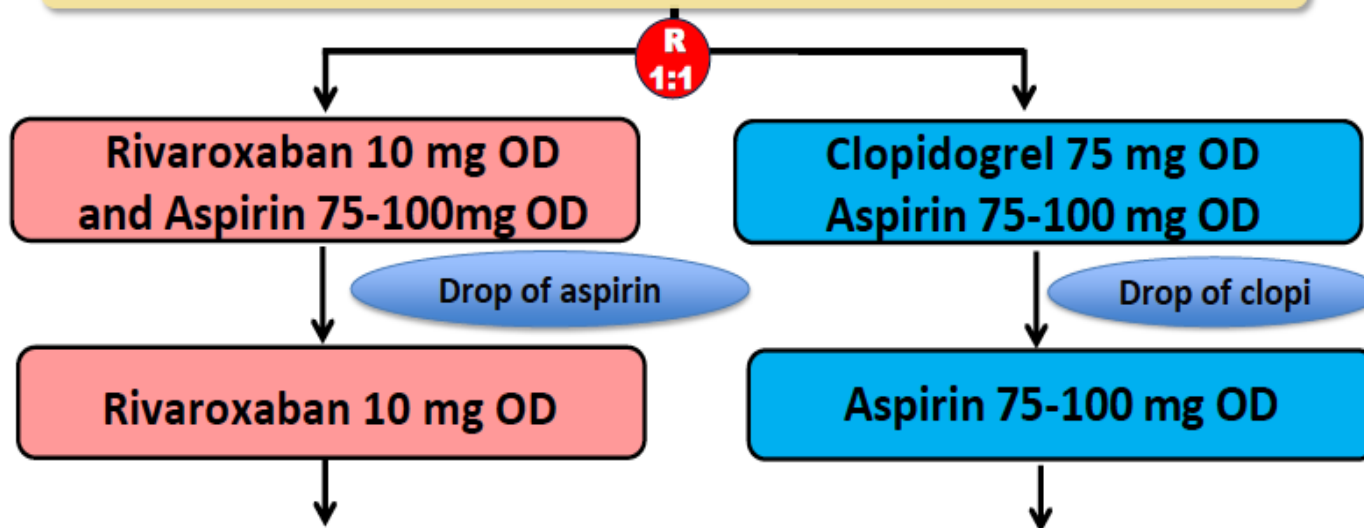 R
1:1
Rivaroxaban 10 mg OD
and Aspirin 75-100mg OD
Clopidogrel 75 mg OD
Aspirin 75-100 mg OD
Drop of aspirin
Drop of clopi
Rivaroxaban 10 mg OD
Aspirin 75-100 mg OD